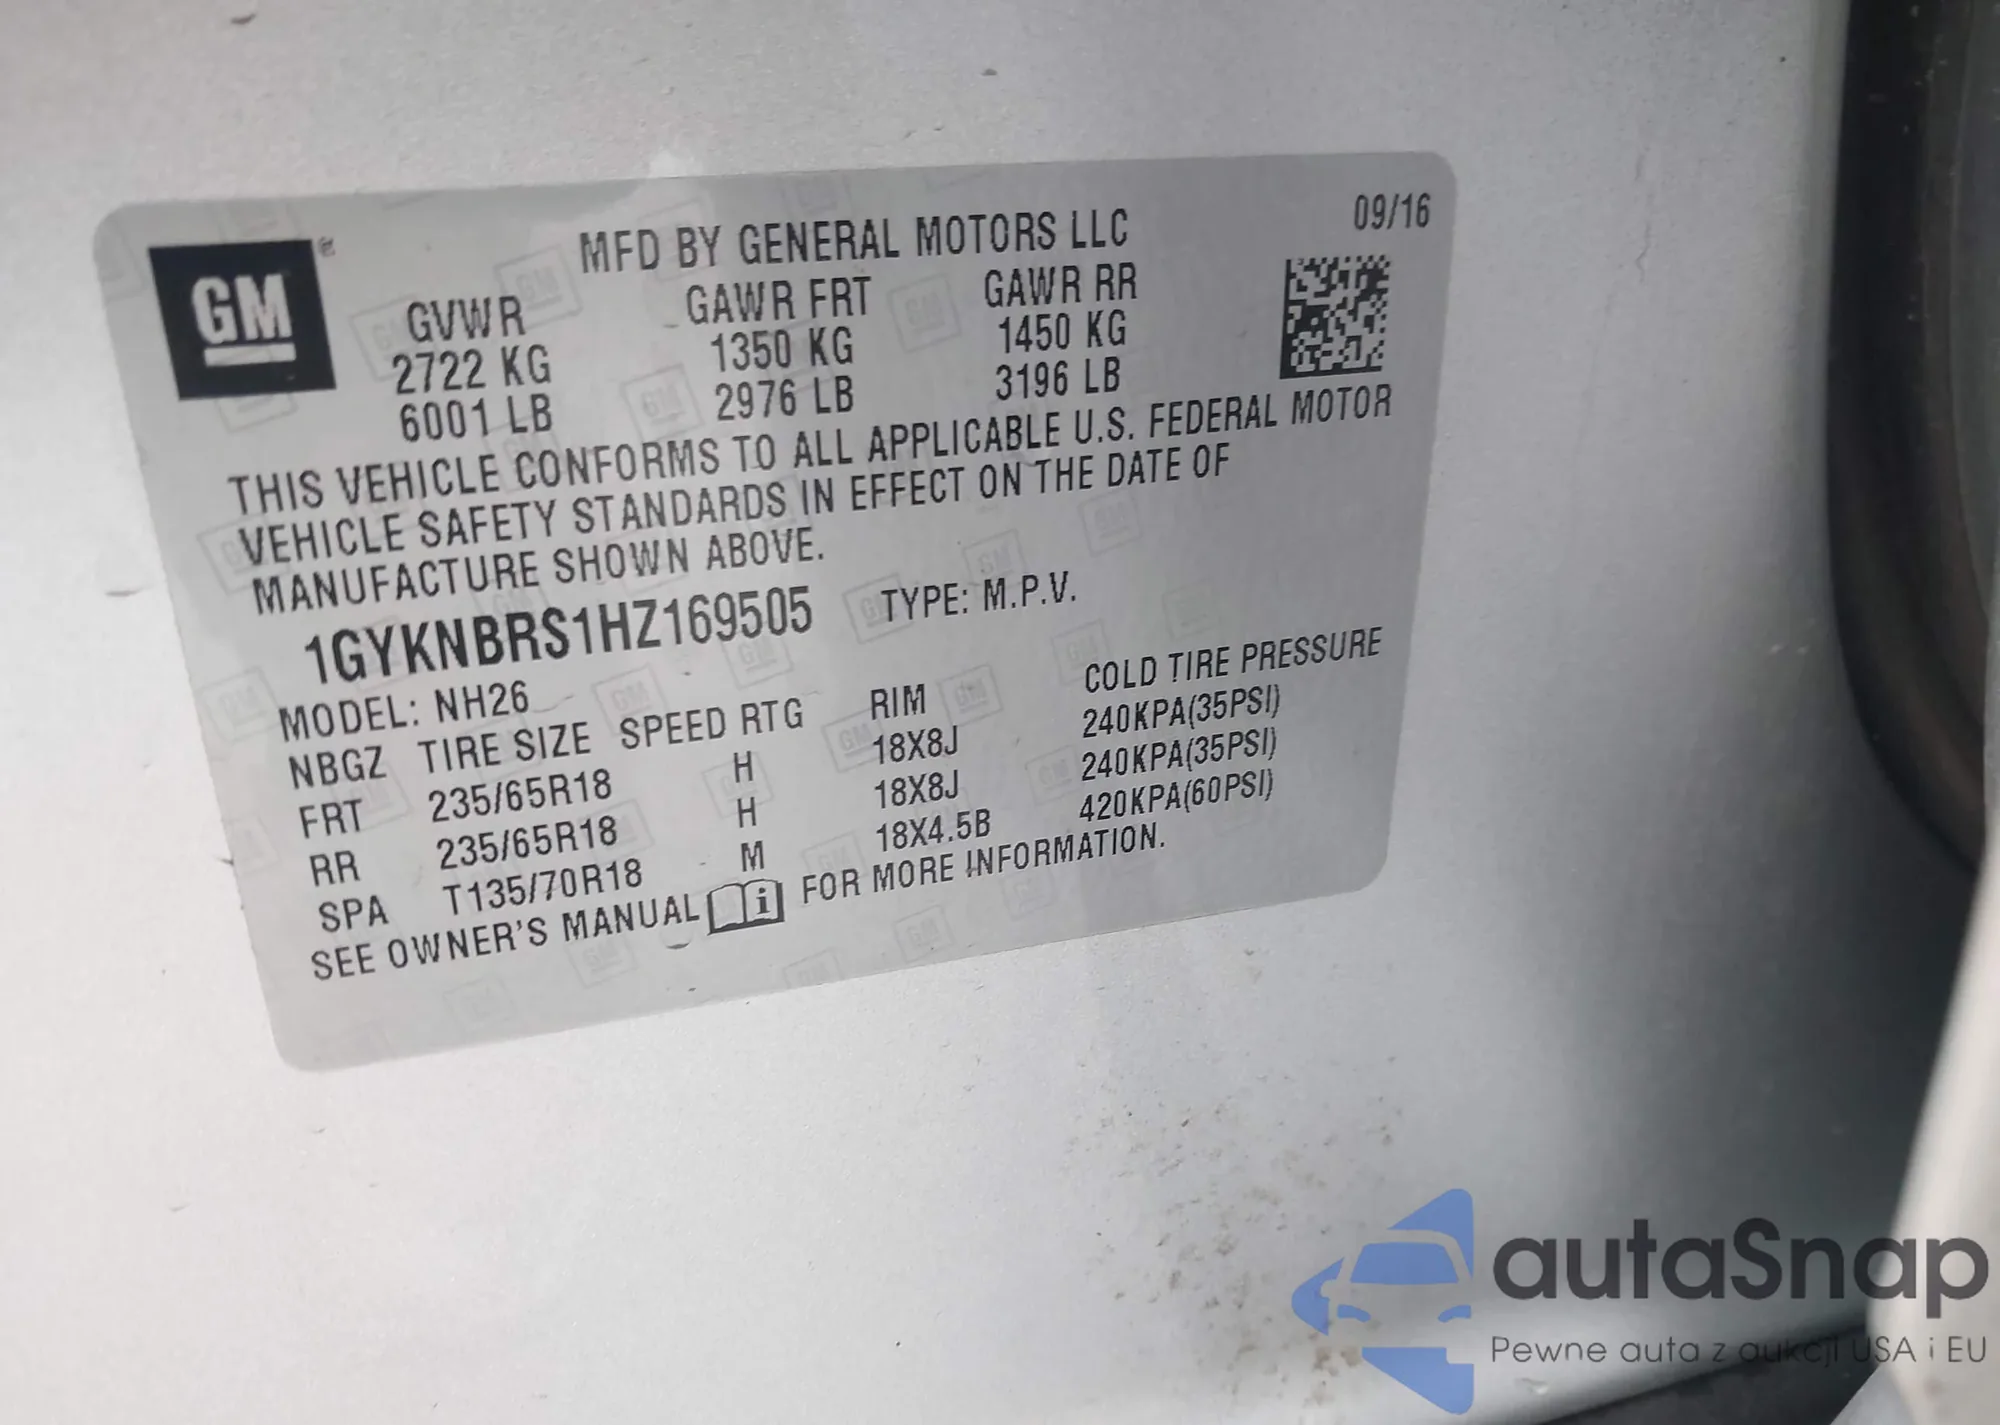 GM
MFD BY GENERAL MOTORS LLC
09/16
GVWR GAWR FRT GAWR RR
2722 KG 1350 KG 1450 KG
6001 LB 2976 LB 3196 LB
THIS VEHICLE CONFORMS TO ALL APPLICABLE U.S. FEDERAL MOTOR
VEHICLE SAFETY STANDARDS IN EFFECT ON THE DATE OF
MANUFACTURE SHOWN ABOVE.
1GYKNBRS1HZ169505 TYPE: M.P.V.
MODEL: NH26
NBGZ TIRE SIZE SPEED RTG RIM COLD TIRE PRESSURE
FRT 235/65R18 H 18X8J 240KPA(35PSI)
RR 235/65R18 H 18X8J 240KPA(35PSI)
SPA T135/70R18 M 18X4.5B 420KPA(60PSI)
SEE OWNER'S MANUAL i FOR MORE INFORMATION.
autaSnap
Pewne auta z aukcji USA i EU